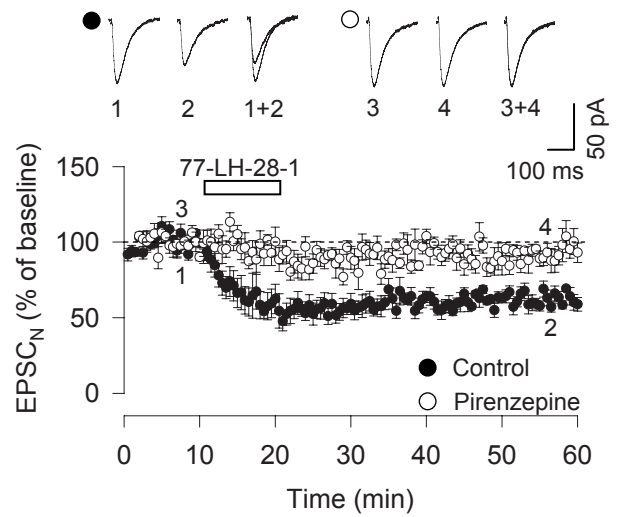 1 2 1+2 3 4 3+4
50 pA
100 ms
77-LH-28-1
EPSC_N (% of baseline)
150
100
50
0
3
1
4
2
Control
Pirenzepine
0 10 20 30 40 50 60
Time (min)